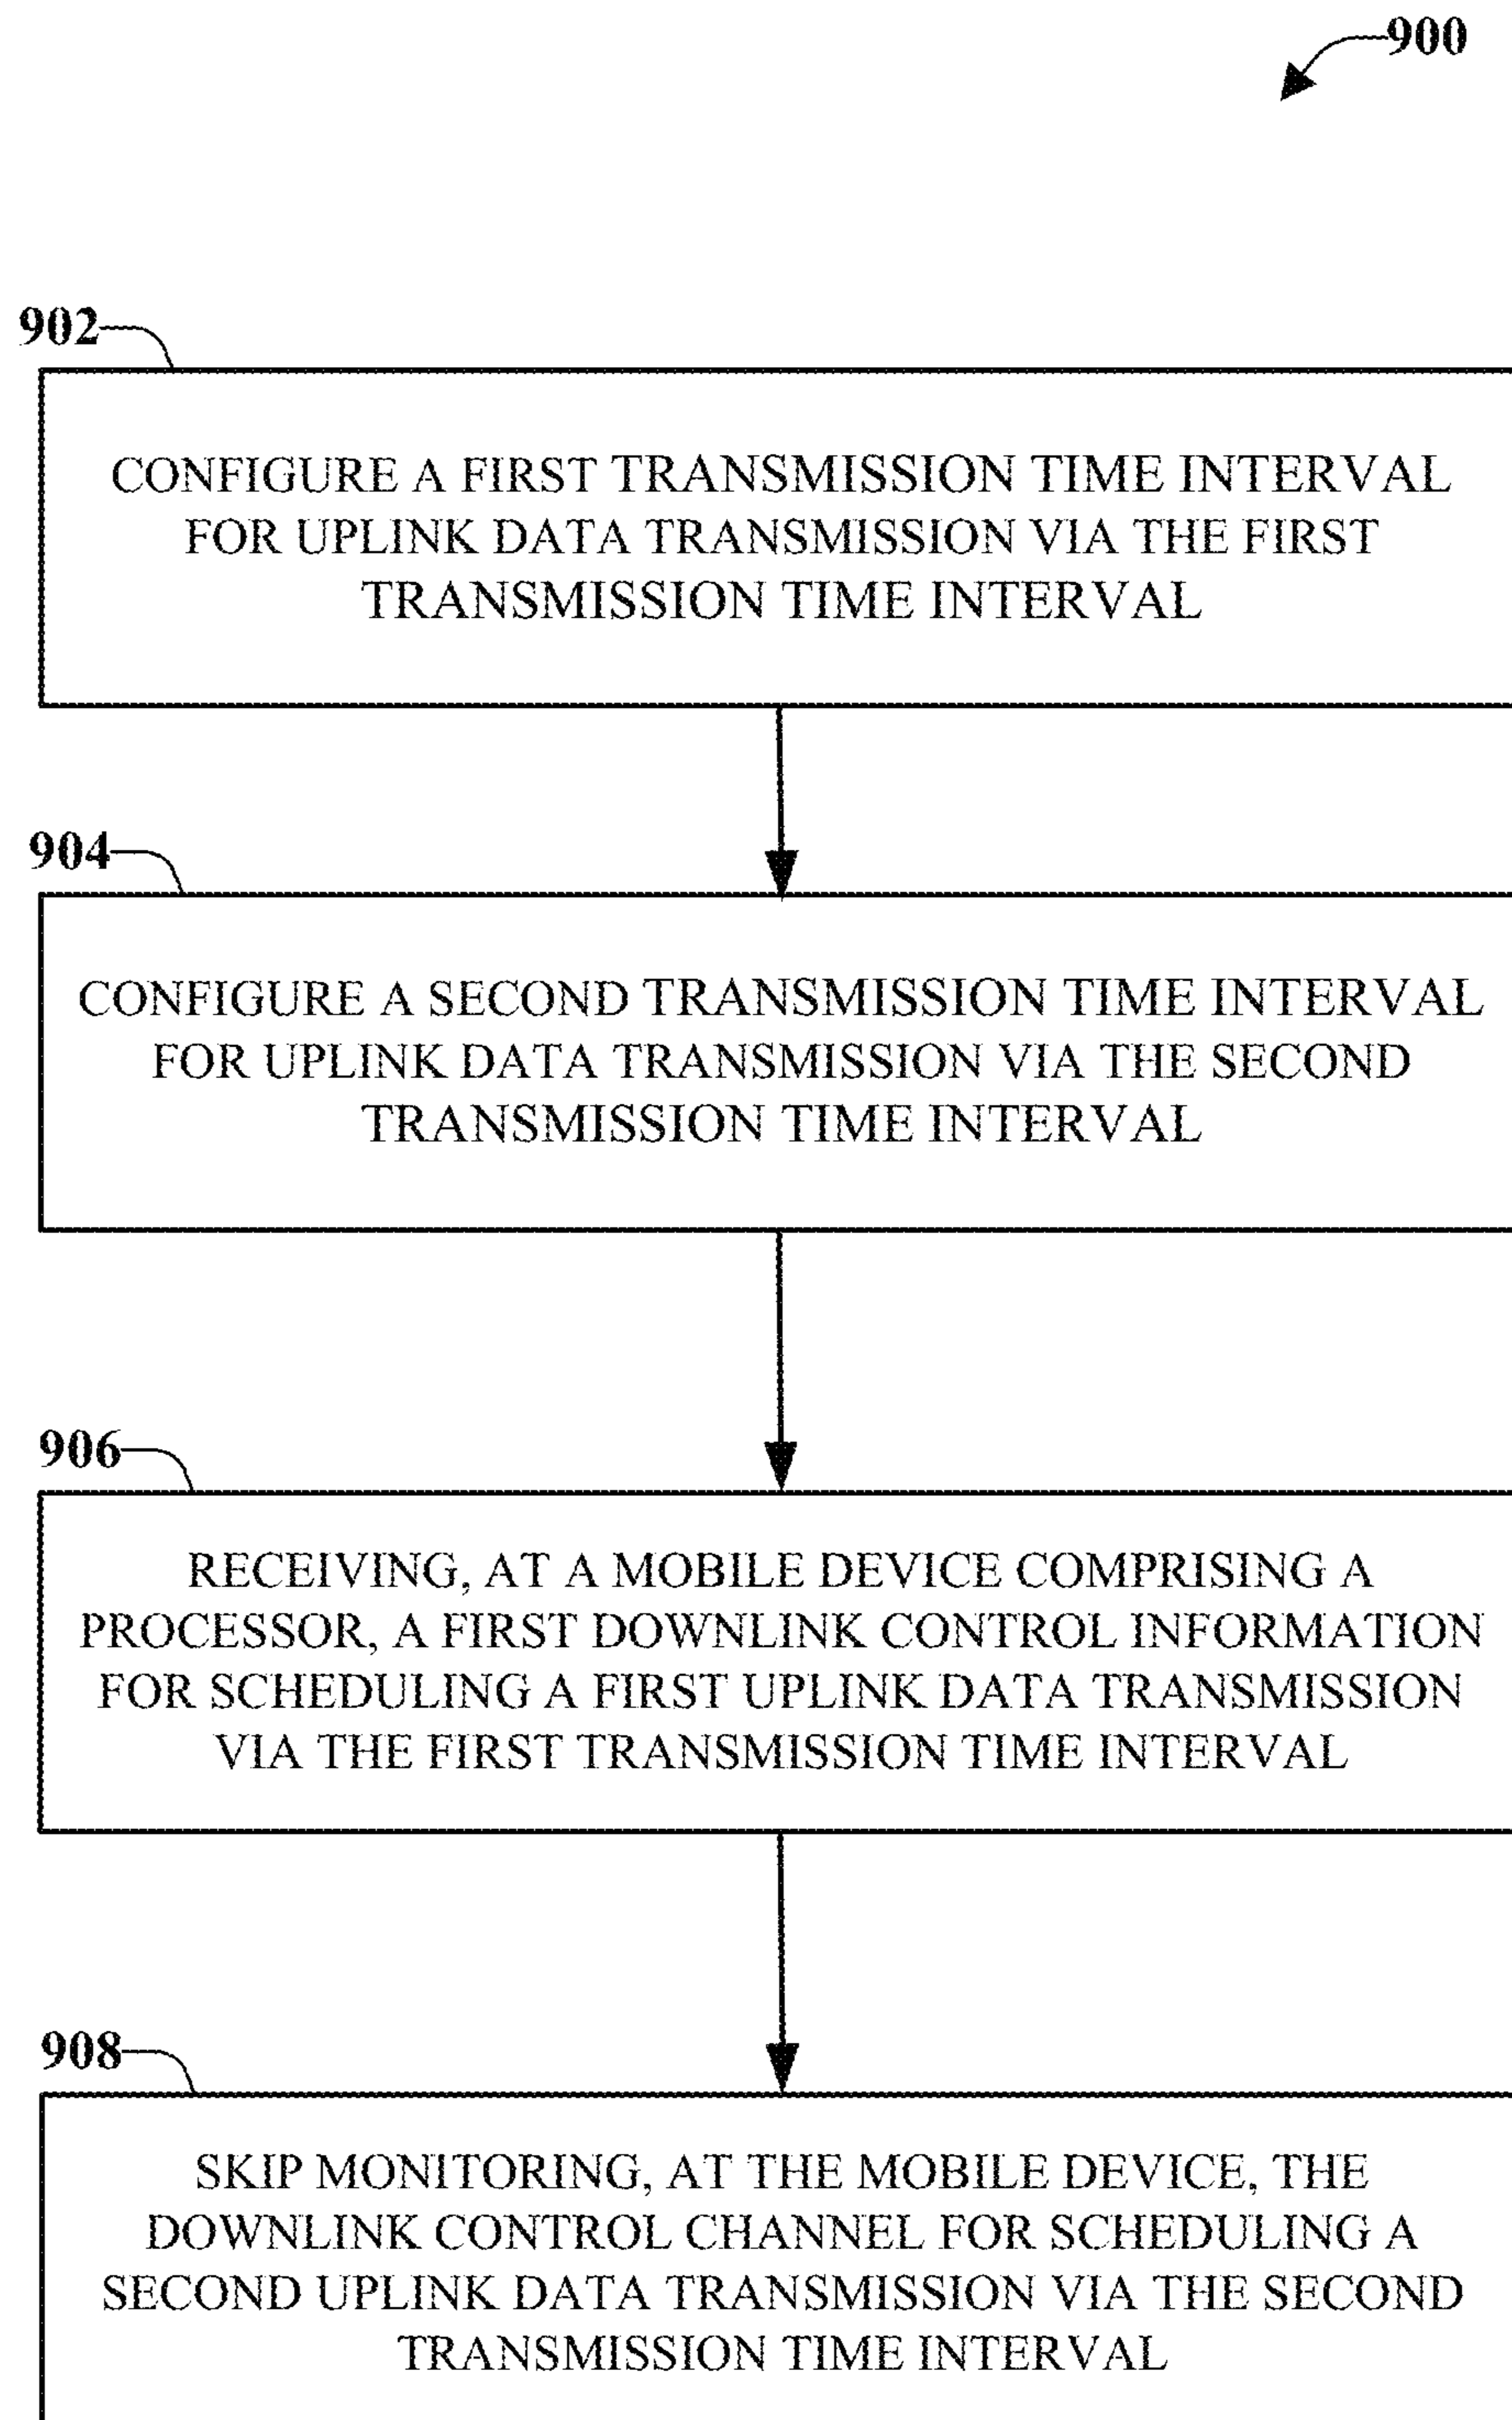 900
902
CONFIGURE A FIRST TRANSMISSION TIME INTERVAL
FOR UPLINK DATA TRANSMISSION VIA THE FIRST
TRANSMISSION TIME INTERVAL
904
CONFIGURE A SECOND TRANSMISSION TIME INTERVAL
FOR UPLINK DATA TRANSMISSION VIA THE SECOND
TRANSMISSION TIME INTERVAL
906
RECEIVING, AT A MOBILE DEVICE COMPRISING A
PROCESSOR, A FIRST DOWNLINK CONTROL INFORMATION
FOR SCHEDULING A FIRST UPLINK DATA TRANSMISSION
VIA THE FIRST TRANSMISSION TIME INTERVAL
908
SKIP MONITORING, AT THE MOBILE DEVICE, THE
DOWNLINK CONTROL CHANNEL FOR SCHEDULING A
SECOND UPLINK DATA TRANSMISSION VIA THE SECOND
TRANSMISSION TIME INTERVAL